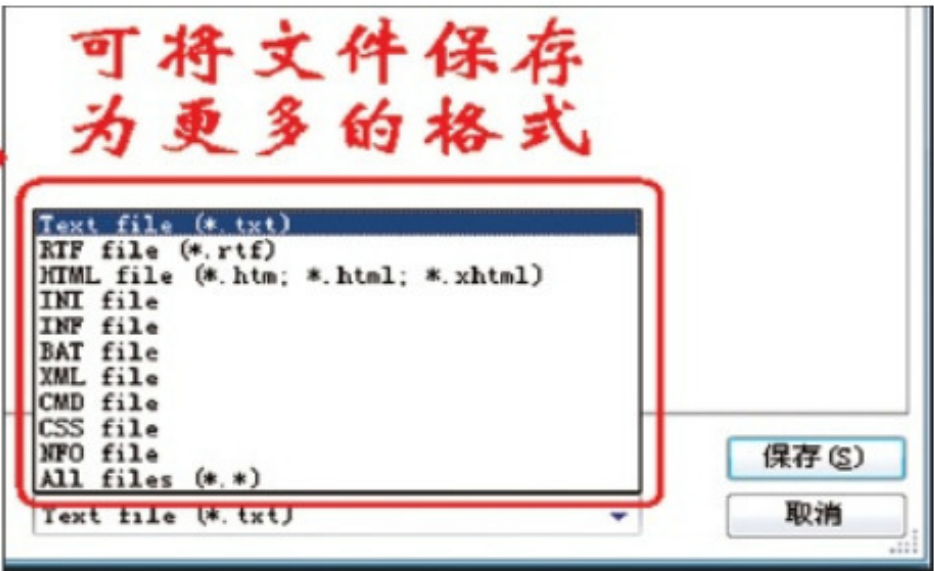 可将文件保存
为更多的格式
Text file (*.txt)
RTF file (*.rtf)
HTML file (*.htm; *.html; *.xhtml)
INI file
INF file
BAT file
XML file
CMD file
CSS file
NFO file
All files (*.*)
Text file (*.txt)
保存(S)
取消